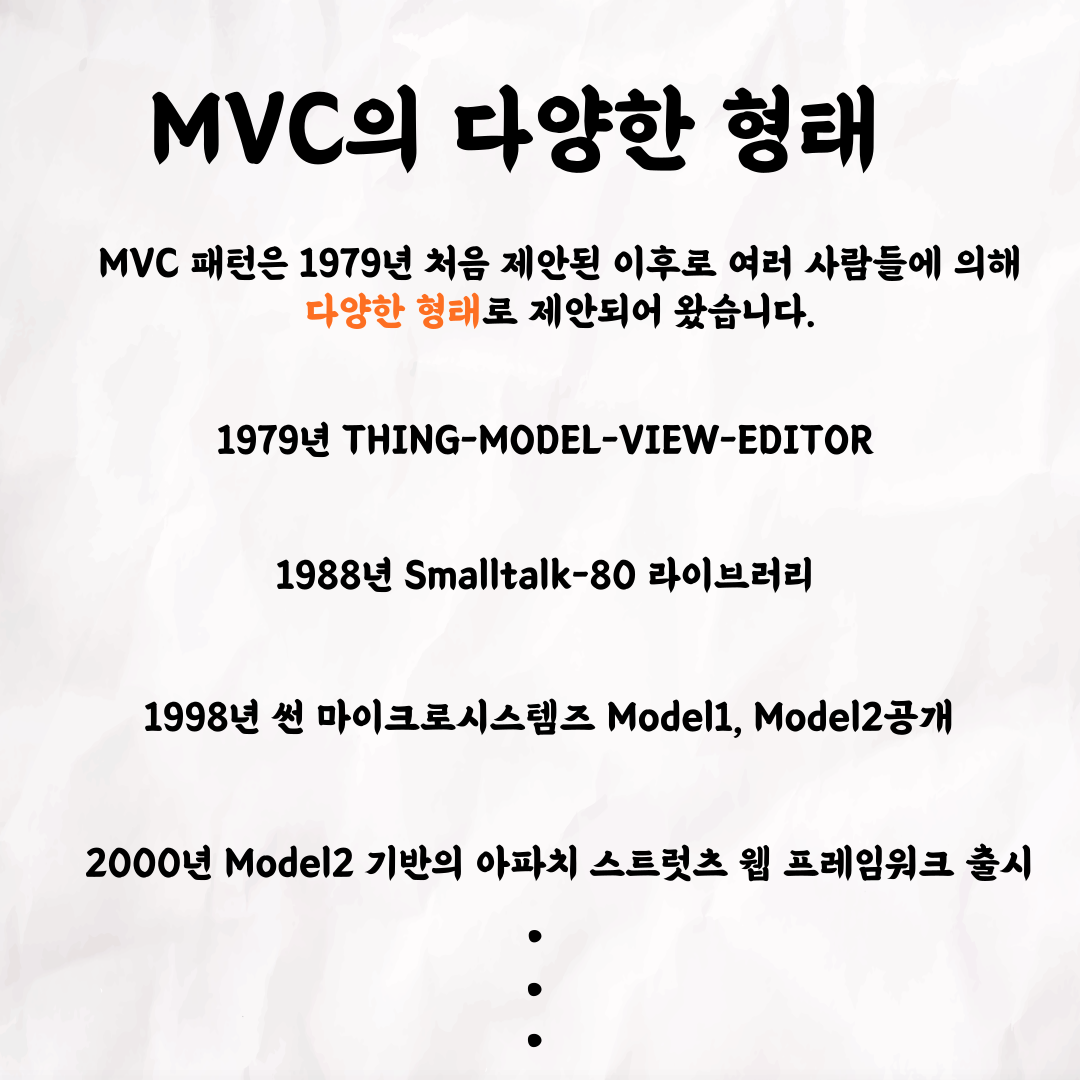 MVC의 다양한 형태
MVC 패턴은 1979년 처음 제안된 이후로 여러 사람들에 의해
다양한 형태로 제안되어 왔습니다.
1979년 THING-MODEL-VIEW-EDITOR
1988년 Smalltalk-80 라이브러리
1998년 썬 마이크로시스템즈 Model1, Model2공개
2000년 Model2 기반의 아파치 스트럿츠 웹 프레임워크 출시
•
•
•